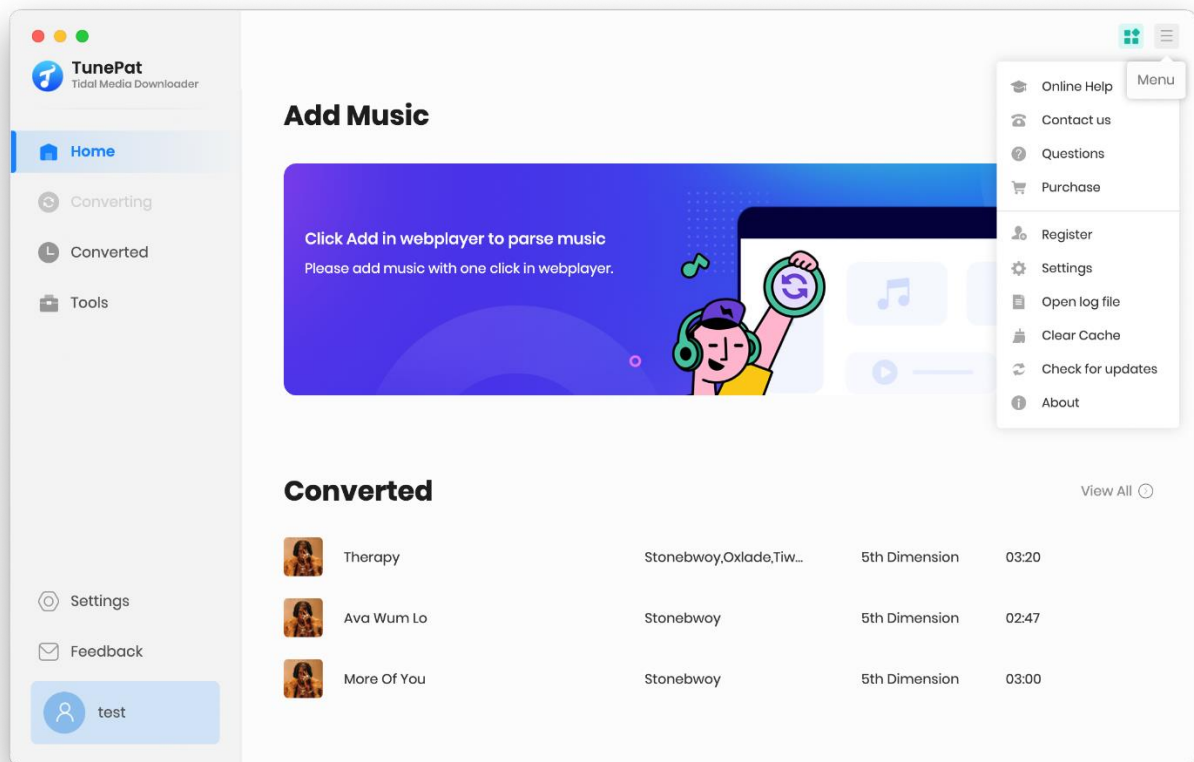 TunePat
Tidal Media Downloader
Home
Converting
Converted
Tools
Settings
Feedback
test
Add Music
Click Add in webplayer to parse music
Please add music with one click in webplayer.
Menu
Online Help
Contact us
Questions
Purchase
Register
Settings
Open log file
Clear Cache
Check for updates
About
Converted
View All
Therapy Stonebwoy,Oxlade,Tiw... 5th Dimension 03:20
Ava Wum Lo Stonebwoy 5th Dimension 02:47
More Of You Stonebwoy 5th Dimension 03:00